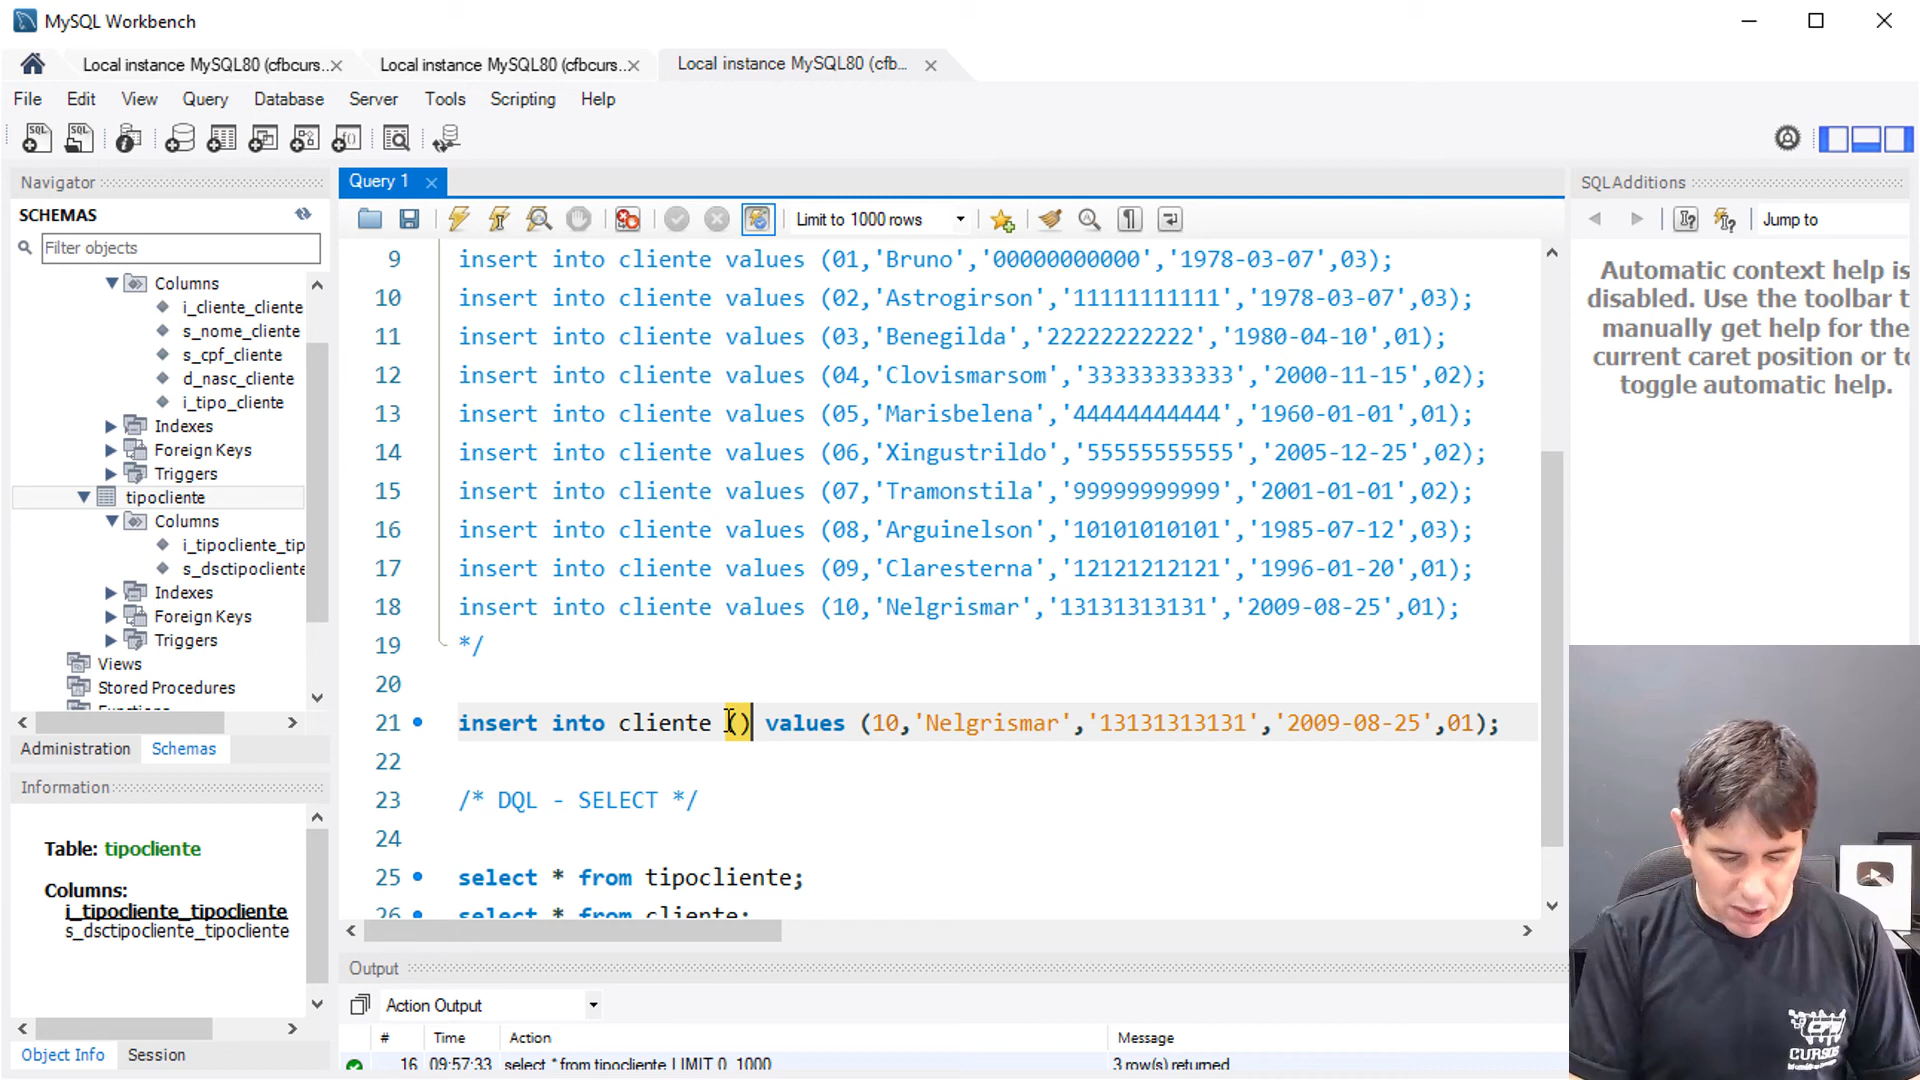 MySQL Workbench
Local instance MySQL80 (cfbcurs...
Local instance MySQL80 (cfbcurs...
Local instance MySQL80 (cfb...
File Edit View Query Database Server Tools Scripting Help
Navigator
SCHEMAS
Filter objects
Columns
i_cliente_cliente
s_nome_cliente
s_cpf_cliente
d_nasc_cliente
i_tipo_cliente
Indexes
Foreign Keys
Triggers
tipocliente
Columns
i_tipocliente_tip
s_dsctipocliente
Indexes
Foreign Keys
Triggers
Views
Stored Procedures
Administration Schemas
Information
Table: tipocliente
Columns:
i_tipocliente_tipocliente
s_dsctipocliente_tipocliente
Object Info Session
Query 1
Limit to 1000 rows
9 insert into cliente values (01,'Bruno','00000000000','1978-03-07',03);
10 insert into cliente values (02,'Astrogirson','11111111111','1978-03-07',03);
11 insert into cliente values (03,'Benegilda','22222222222','1980-04-10',01);
12 insert into cliente values (04,'Clovismarsom','33333333333','2000-11-15',02);
13 insert into cliente values (05,'Marisbelena','44444444444','1960-01-01',01);
14 insert into cliente values (06,'Xingustrildo','55555555555','2005-12-25',02);
15 insert into cliente values (07,'Tramonstila','99999999999','2001-01-01',02);
16 insert into cliente values (08,'Arguinelson','10101010101','1985-07-12',03);
17 insert into cliente values (09,'Claresterna','12121212121','1996-01-20',01);
18 insert into cliente values (10,'Nelgrismar','13131313131','2009-08-25',01);
19 */
20
21 insert into cliente () values (10,'Nelgrismar','13131313131','2009-08-25',01);
22
23 /* DQL - SELECT */
24
25 select * from tipocliente;
26 select * from cliente;
Output
Action Output
# Time Action Message
16 09:57:33 select * from tipocliente LIMIT 0, 1000 3 row(s) returned
SQLAdditions
Jump to
Automatic context help is
disabled. Use the toolbar t
manually get help for the
current caret position or to
toggle automatic help.
CFB
CURSOS